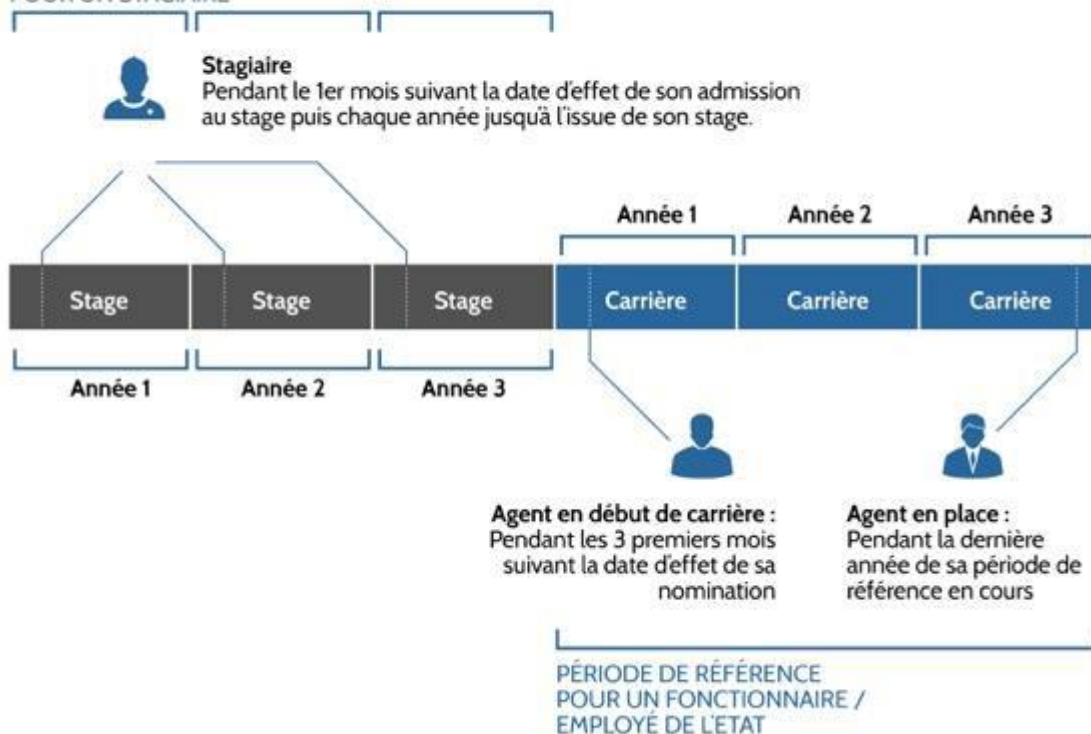 POUR UN STAGIAIRE
Stagiaire
Pendant le 1er mois suivant la date d'effet de son admission
au stage puis chaque année jusqu'à l'issue de son stage.
Année 1 Année 2 Année 3
Stage Stage Stage Carrière Carrière Carrière
Année 1 Année 2 Année 3
Agent en début de carrière :
Pendant les 3 premiers mois
suivant la date d'effet de sa
nomination
Agent en place :
Pendant la dernière
année de sa période de
référence en cours
PÉRIODE DE RÉFÉRENCE
POUR UN FONCTIONNAIRE /
EMPLOYÉ DE L'ETAT